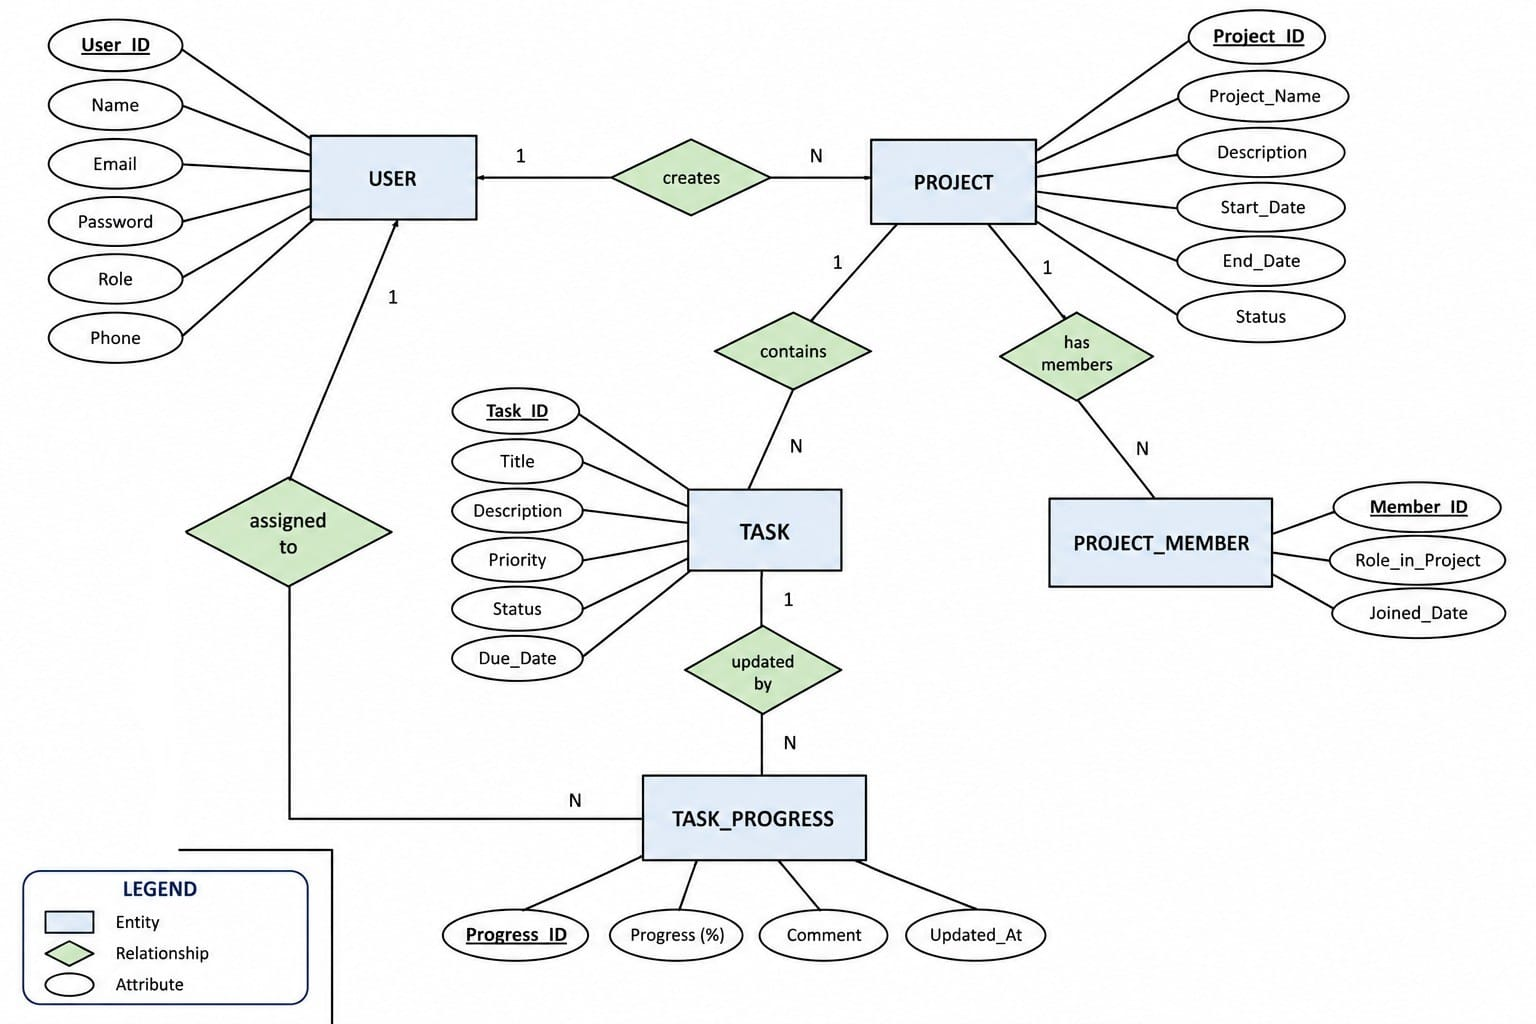 User_ID
Name
Email
Password
Role
Phone
USER
1
creates
N
PROJECT
Project_ID
Project_Name
Description
Start_Date
End_Date
Status
1
1
1
contains
has
members
N
N
Task_ID
Title
Description
Priority
Status
Due_Date
TASK
assigned
to
PROJECT_MEMBER
Member_ID
Role_in_Project
Joined_Date
1
updated
by
N
N
TASK_PROGRESS
Progress_ID
Progress (%)
Comment
Updated_At
LEGEND
Entity
Relationship
Attribute